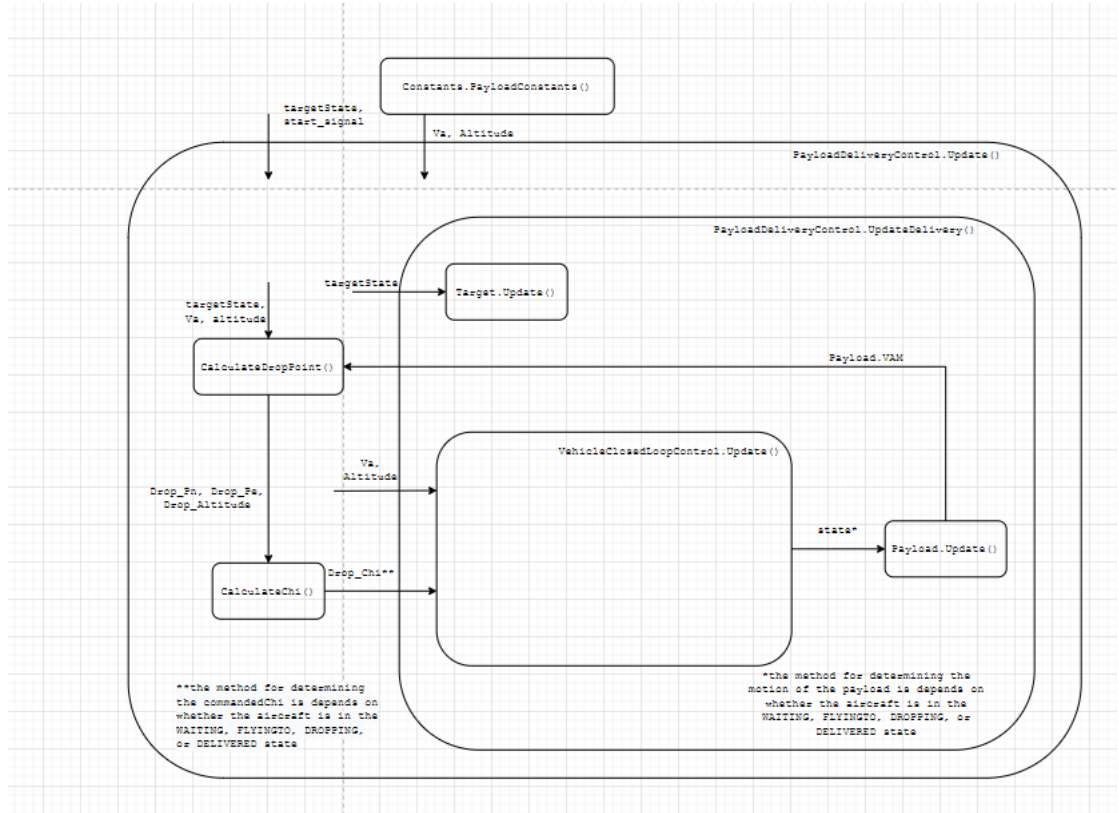 Constants.PayloadConstants()
targetState,
start_signal
Va, Altitude
PayloadDeliveryControl.Update()
PayloadDeliveryControl.UpdateDelivery()
targetState
Target.Update()
targetState,
Va, altitude
CalculateDropPoint()
Payload.VAM
VehicleClosedLoopControl.Update()
Va,
Altitude
Drop_Pn, Drop_Pe,
Drop_Altitude
state*
Payload.Update()
Drop_Chi**
CalculateChi()
**the method for determining
the commandedChi is depends on
whether the aircraft is in the
WAITING, FLYINGTO, DROPPING,
or DELIVERED state
*the method for determining the
motion of the payload is depends on
whether the aircraft is in the
WAITING, FLYINGTO, DROPPING, or
DELIVERED state